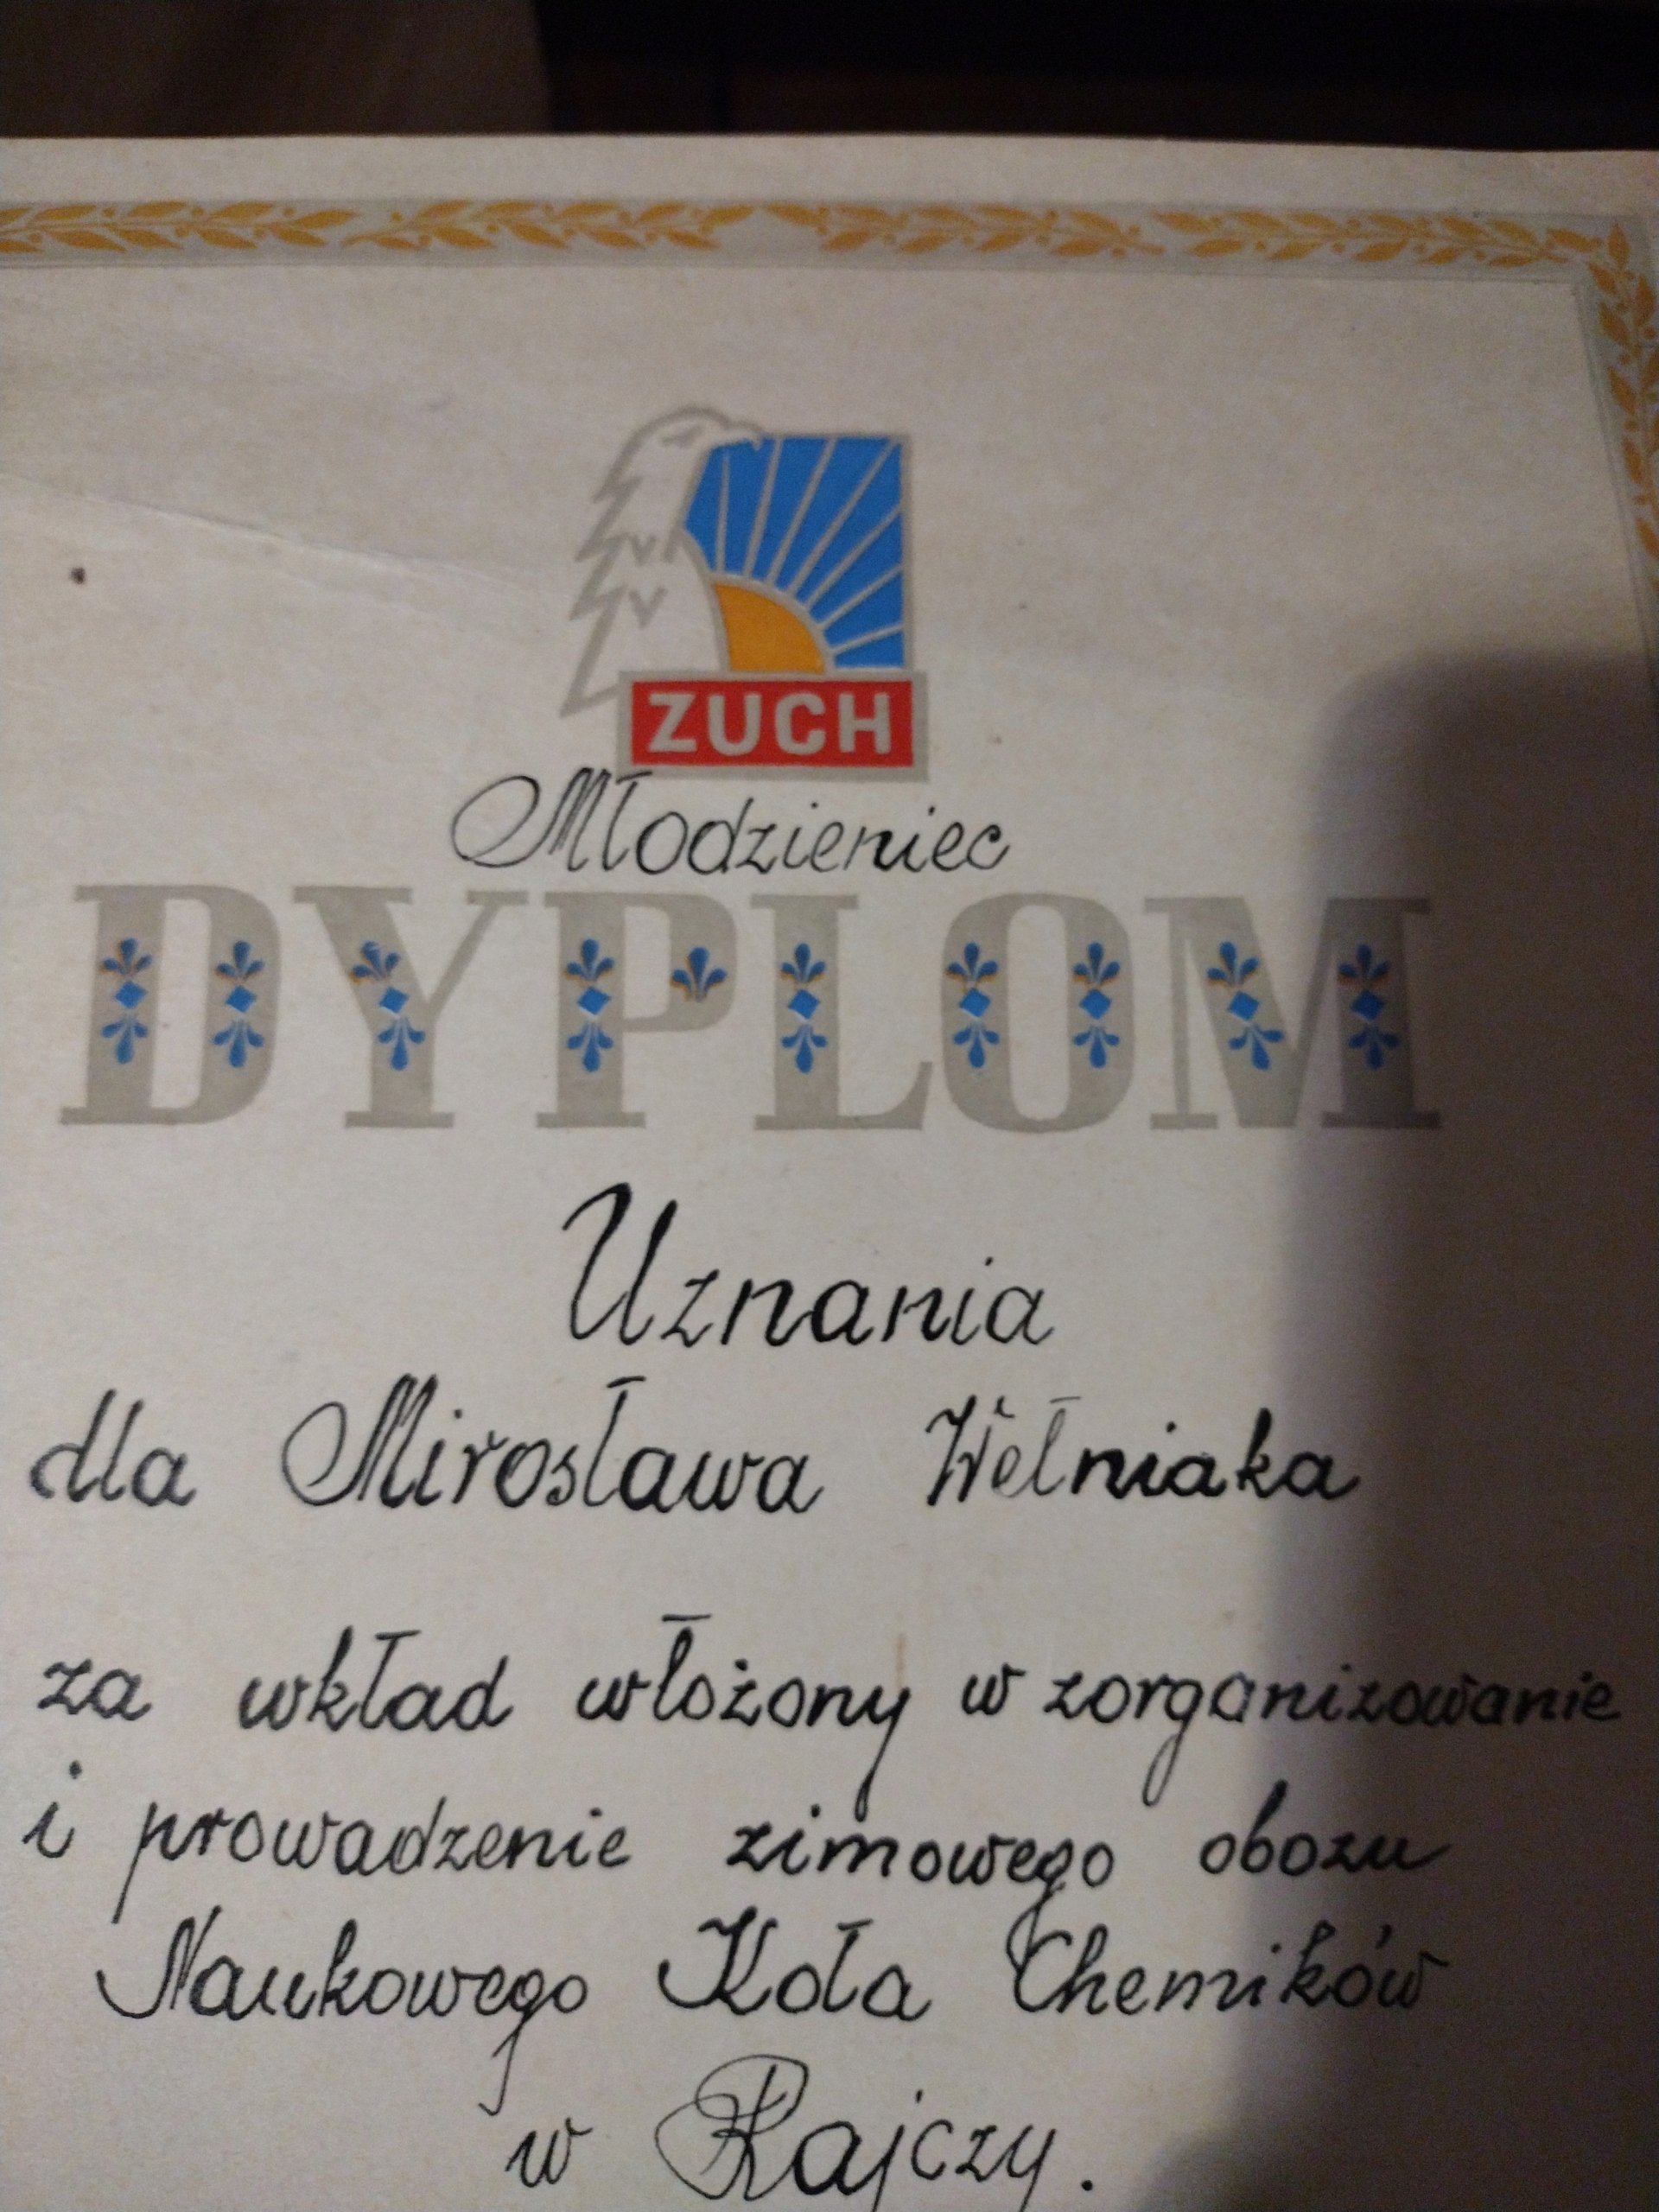 ZUCH
Młodzieniec
DYPLOM
Uznania
dla Mirosława Wełniaka
za wkład włożony w zorganizowanie
i prowadzenie zimowego obozu
Naukowego Koła Chemików
w Rajczy.